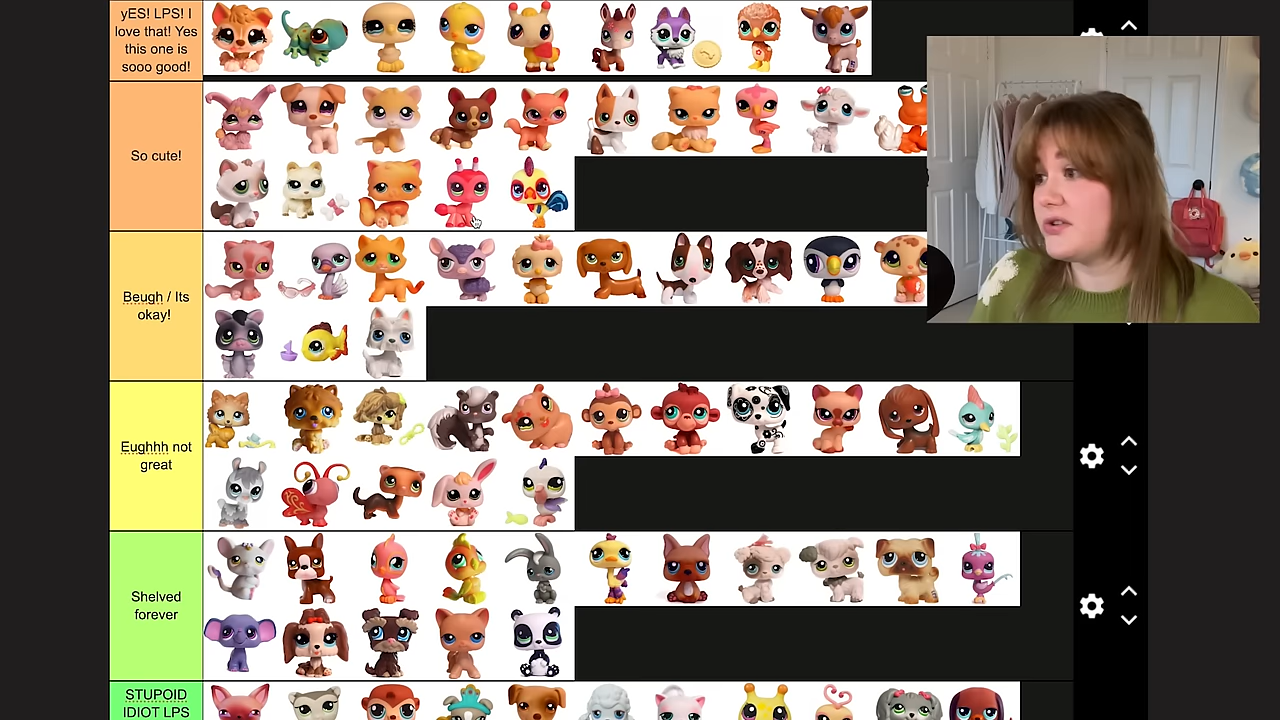 yES! LPS! I
love that! Yes
this one is
sooo good!
So cute!
Beugh / Its
okay!
Eughhh not
great
Shelved
forever
STUPOID
IDIOT LPS